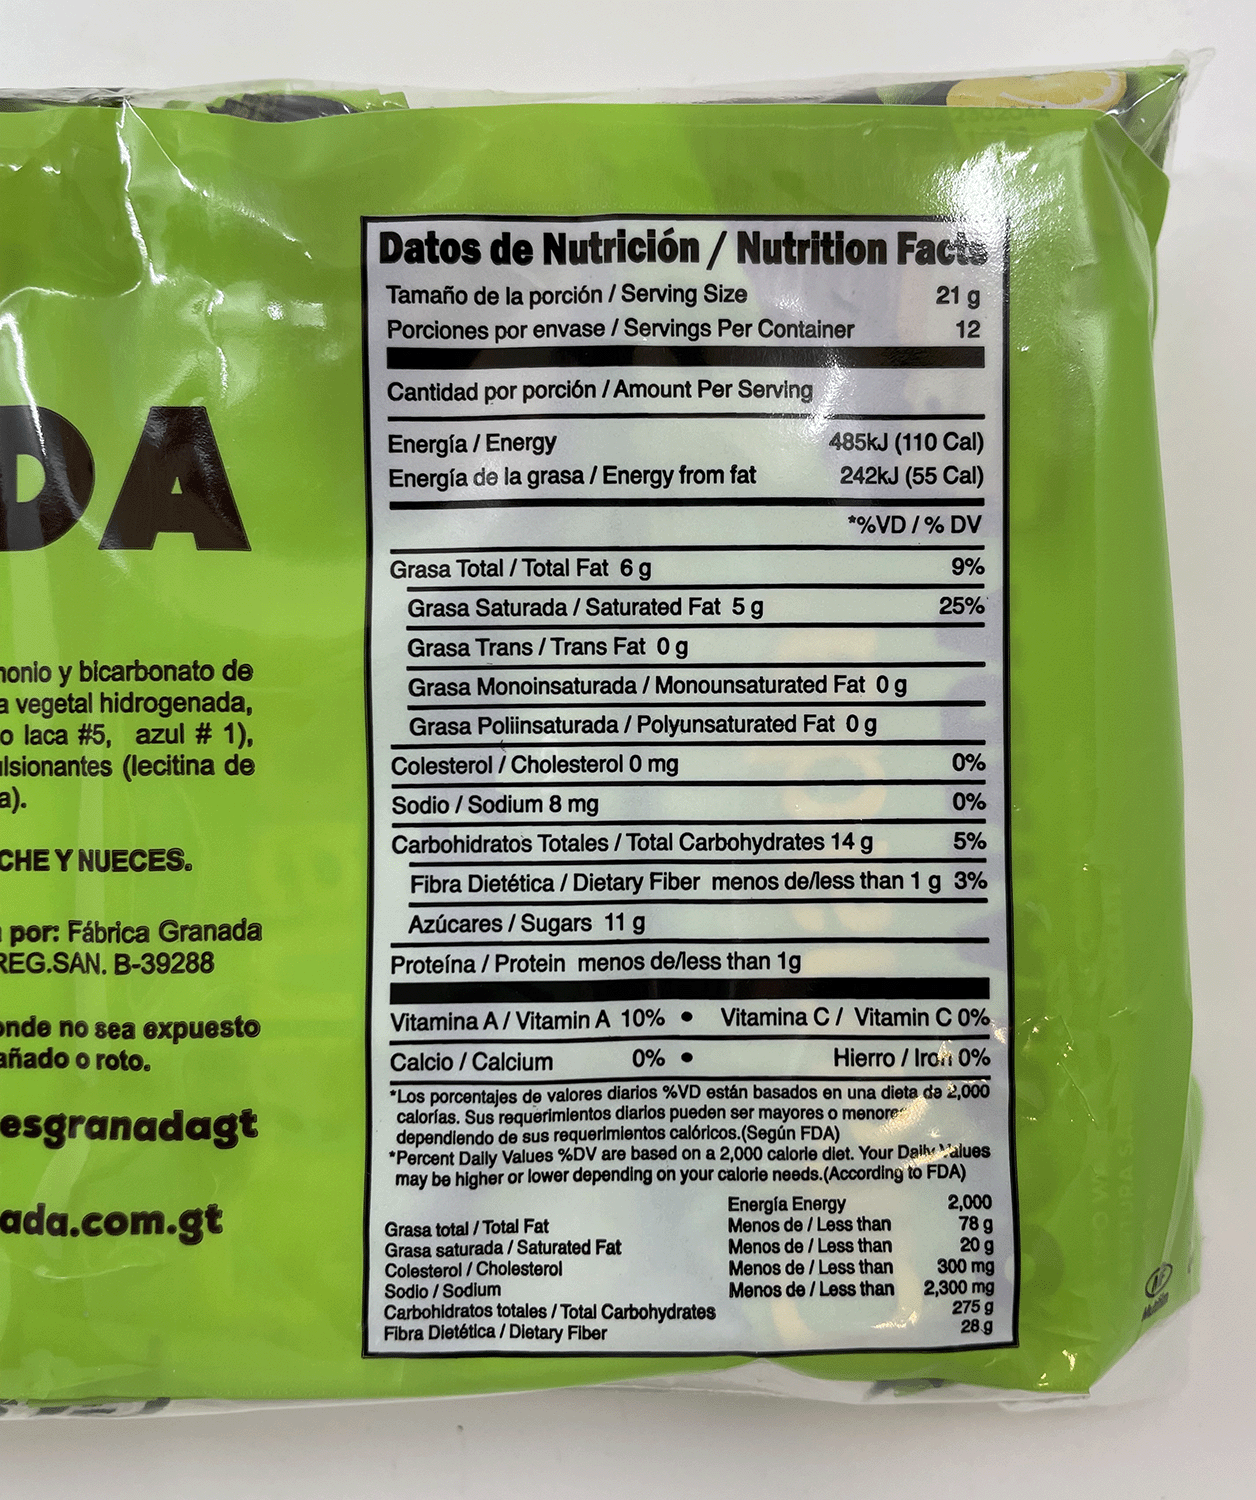 DA
monio y bicarbonato de
a vegetal hidrogenada,
o laca #5, azul # 1),
ulsionantes (lecitina de
a).
CHE Y NUECES.
por: Fábrica Granada
REG.SAN. B-39288
onde no sea expuesto
añado o roto.
esgranadagt
ada.com.gt
Datos de Nutrición / Nutrition Facts
Tamaño de la porción / Serving Size 21 g
Porciones por envase / Servings Per Container 12
Cantidad por porción / Amount Per Serving
Energía / Energy 485kJ (110 Cal)
Energía de la grasa / Energy from fat 242kJ (55 Cal)
*%VD / % DV
Grasa Total / Total Fat 6 g 9%
Grasa Saturada / Saturated Fat 5 g 25%
Grasa Trans / Trans Fat 0 g
Grasa Monoinsaturada / Monounsaturated Fat 0 g
Grasa Poliinsaturada / Polyunsaturated Fat 0 g
Colesterol / Cholesterol 0 mg 0%
Sodio / Sodium 8 mg 0%
Carbohidratos Totales / Total Carbohydrates 14 g 5%
Fibra Dietética / Dietary Fiber menos de/less than 1 g 3%
Azúcares / Sugars 11 g
Proteína / Protein menos de/less than 1g
Vitamina A / Vitamin A 10% • Vitamina C / Vitamin C 0%
Calcio / Calcium 0% • Hierro / Iron 0%
*Los porcentajes de valores diarios %VD están basados en una dieta de 2,000
calorías. Sus requerimientos diarios pueden ser mayores o menores
dependiendo de sus requerimientos calóricos.(Según FDA)
*Percent Daily Values %DV are based on a 2,000 calorie diet. Your Daily Values
may be higher or lower depending on your calorie needs.(According to FDA)
Energía Energy 2,000
Grasa total / Total Fat Menos de / Less than 78 g
Grasa saturada / Saturated Fat Menos de / Less than 20 g
Colesterol / Cholesterol Menos de / Less than 300 mg
Sodio / Sodium Menos de / Less than 2,300 mg
Carbohidratos totales / Total Carbohydrates 275 g
Fibra Dietética / Dietary Fiber 28 g